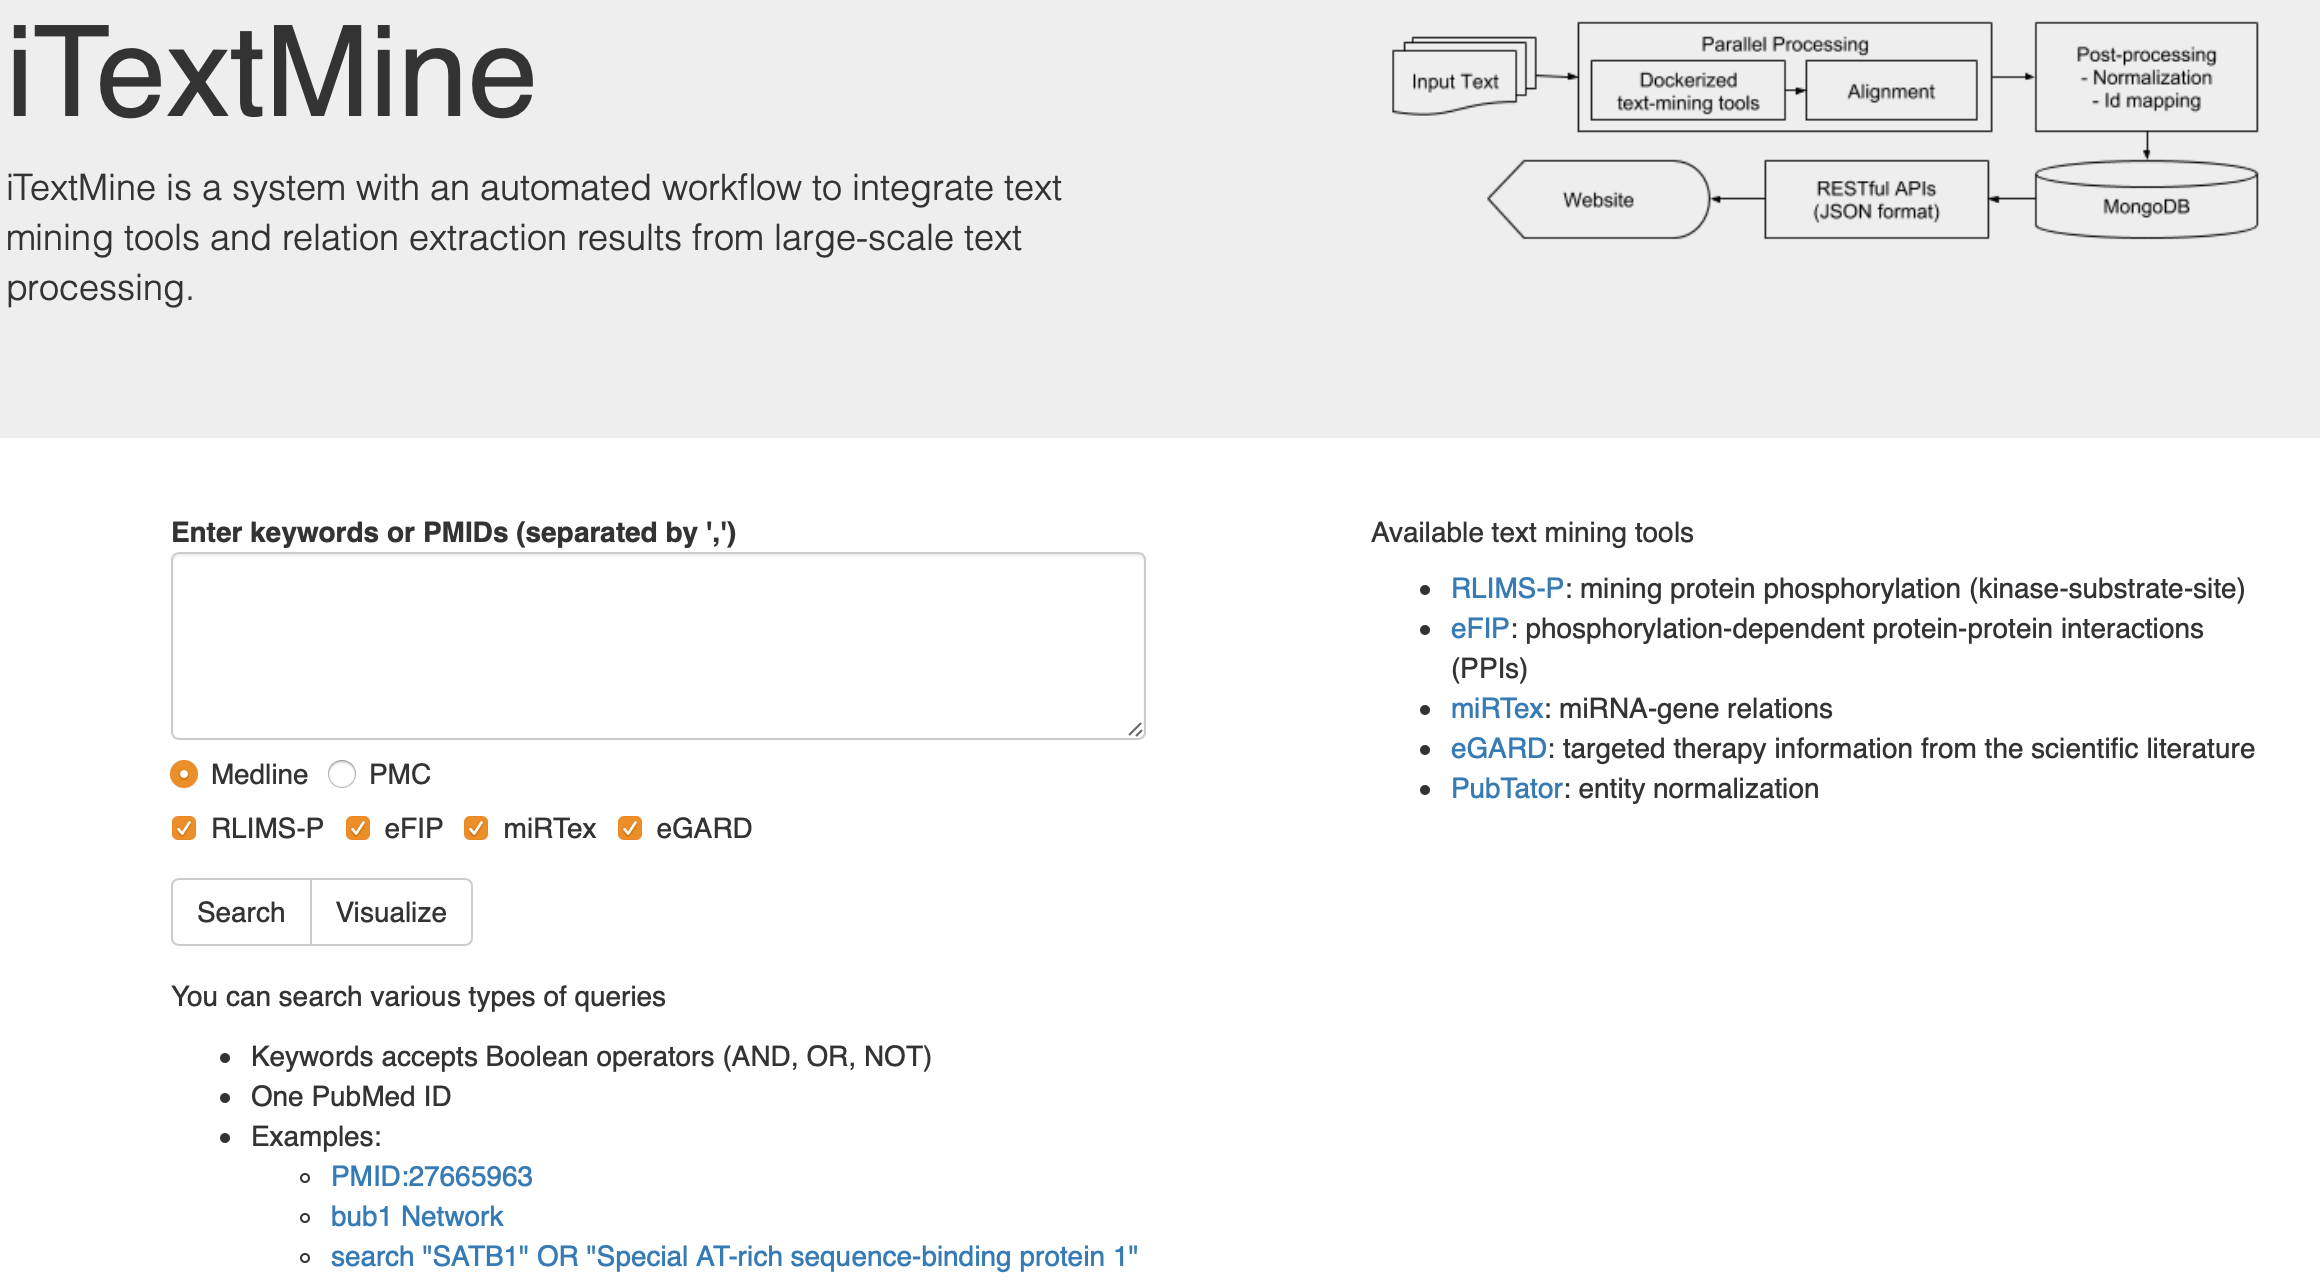 iTextMine
iTextMine is a system with an automated workflow to integrate text
mining tools and relation extraction results from large-scale text
processing.
Input Text
Parallel Processing
Dockerized
text-mining tools
Alignment
Post-processing
- Normalization
- Id mapping
Website
RESTful APIs
(JSON format)
MongoDB
Enter keywords or PMIDs (separated by ',')
Medline PMC
RLIMS-P eFIP miRTex eGARD
Search Visualize
You can search various types of queries
Keywords accepts Boolean operators (AND, OR, NOT)
One PubMed ID
Examples:
PMID:27665963
bub1 Network
search "SATB1" OR "Special AT-rich sequence-binding protein 1"
Available text mining tools
RLIMS-P: mining protein phosphorylation (kinase-substrate-site)
eFIP: phosphorylation-dependent protein-protein interactions
(PPIs)
miRTex: miRNA-gene relations
eGARD: targeted therapy information from the scientific literature
PubTator: entity normalization